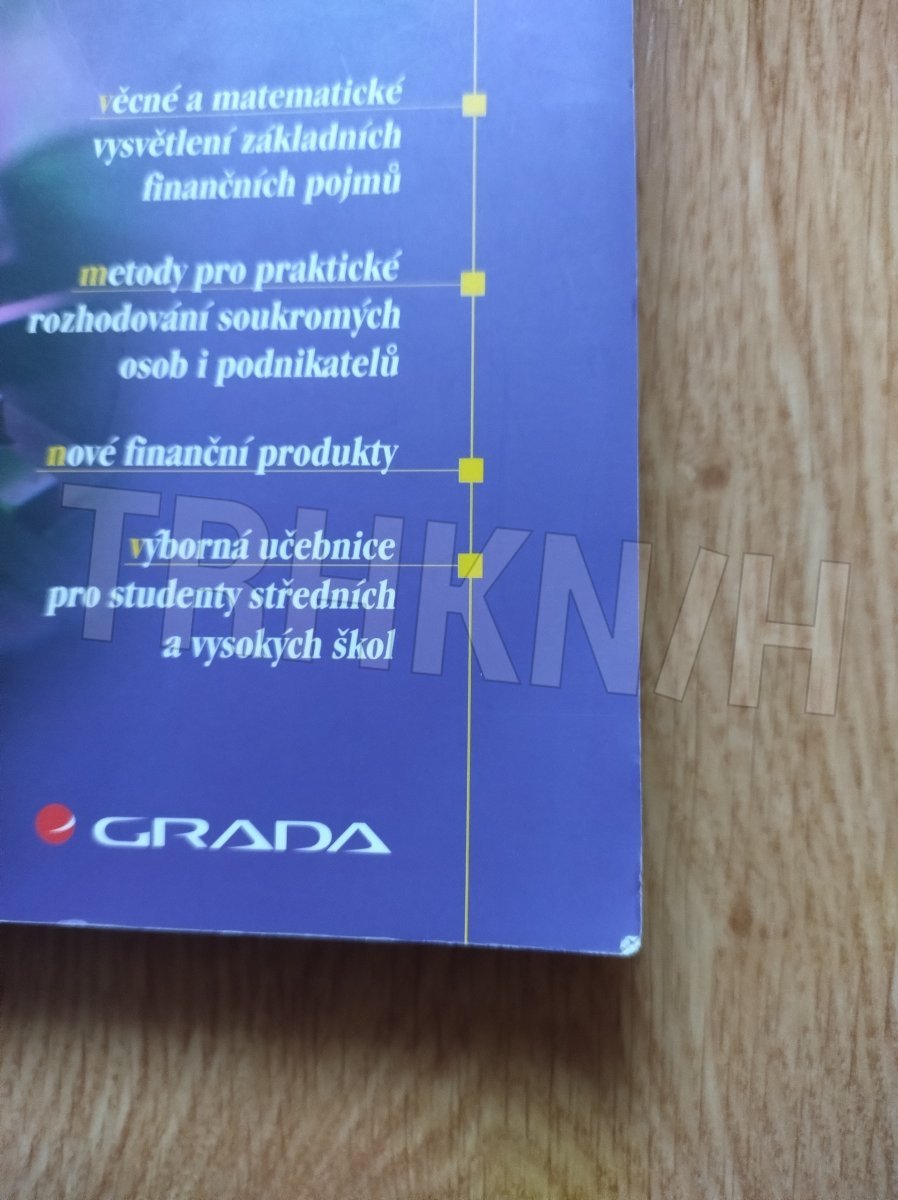 věcné a matematické
vysvětlení základních
finančních pojmů
metody pro praktické
rozhodování soukromých
osob i podnikatelů
nové finanční produkty
výborná učebnice
pro studenty středních
a vysokých škol
TRHKNIH
GRADA